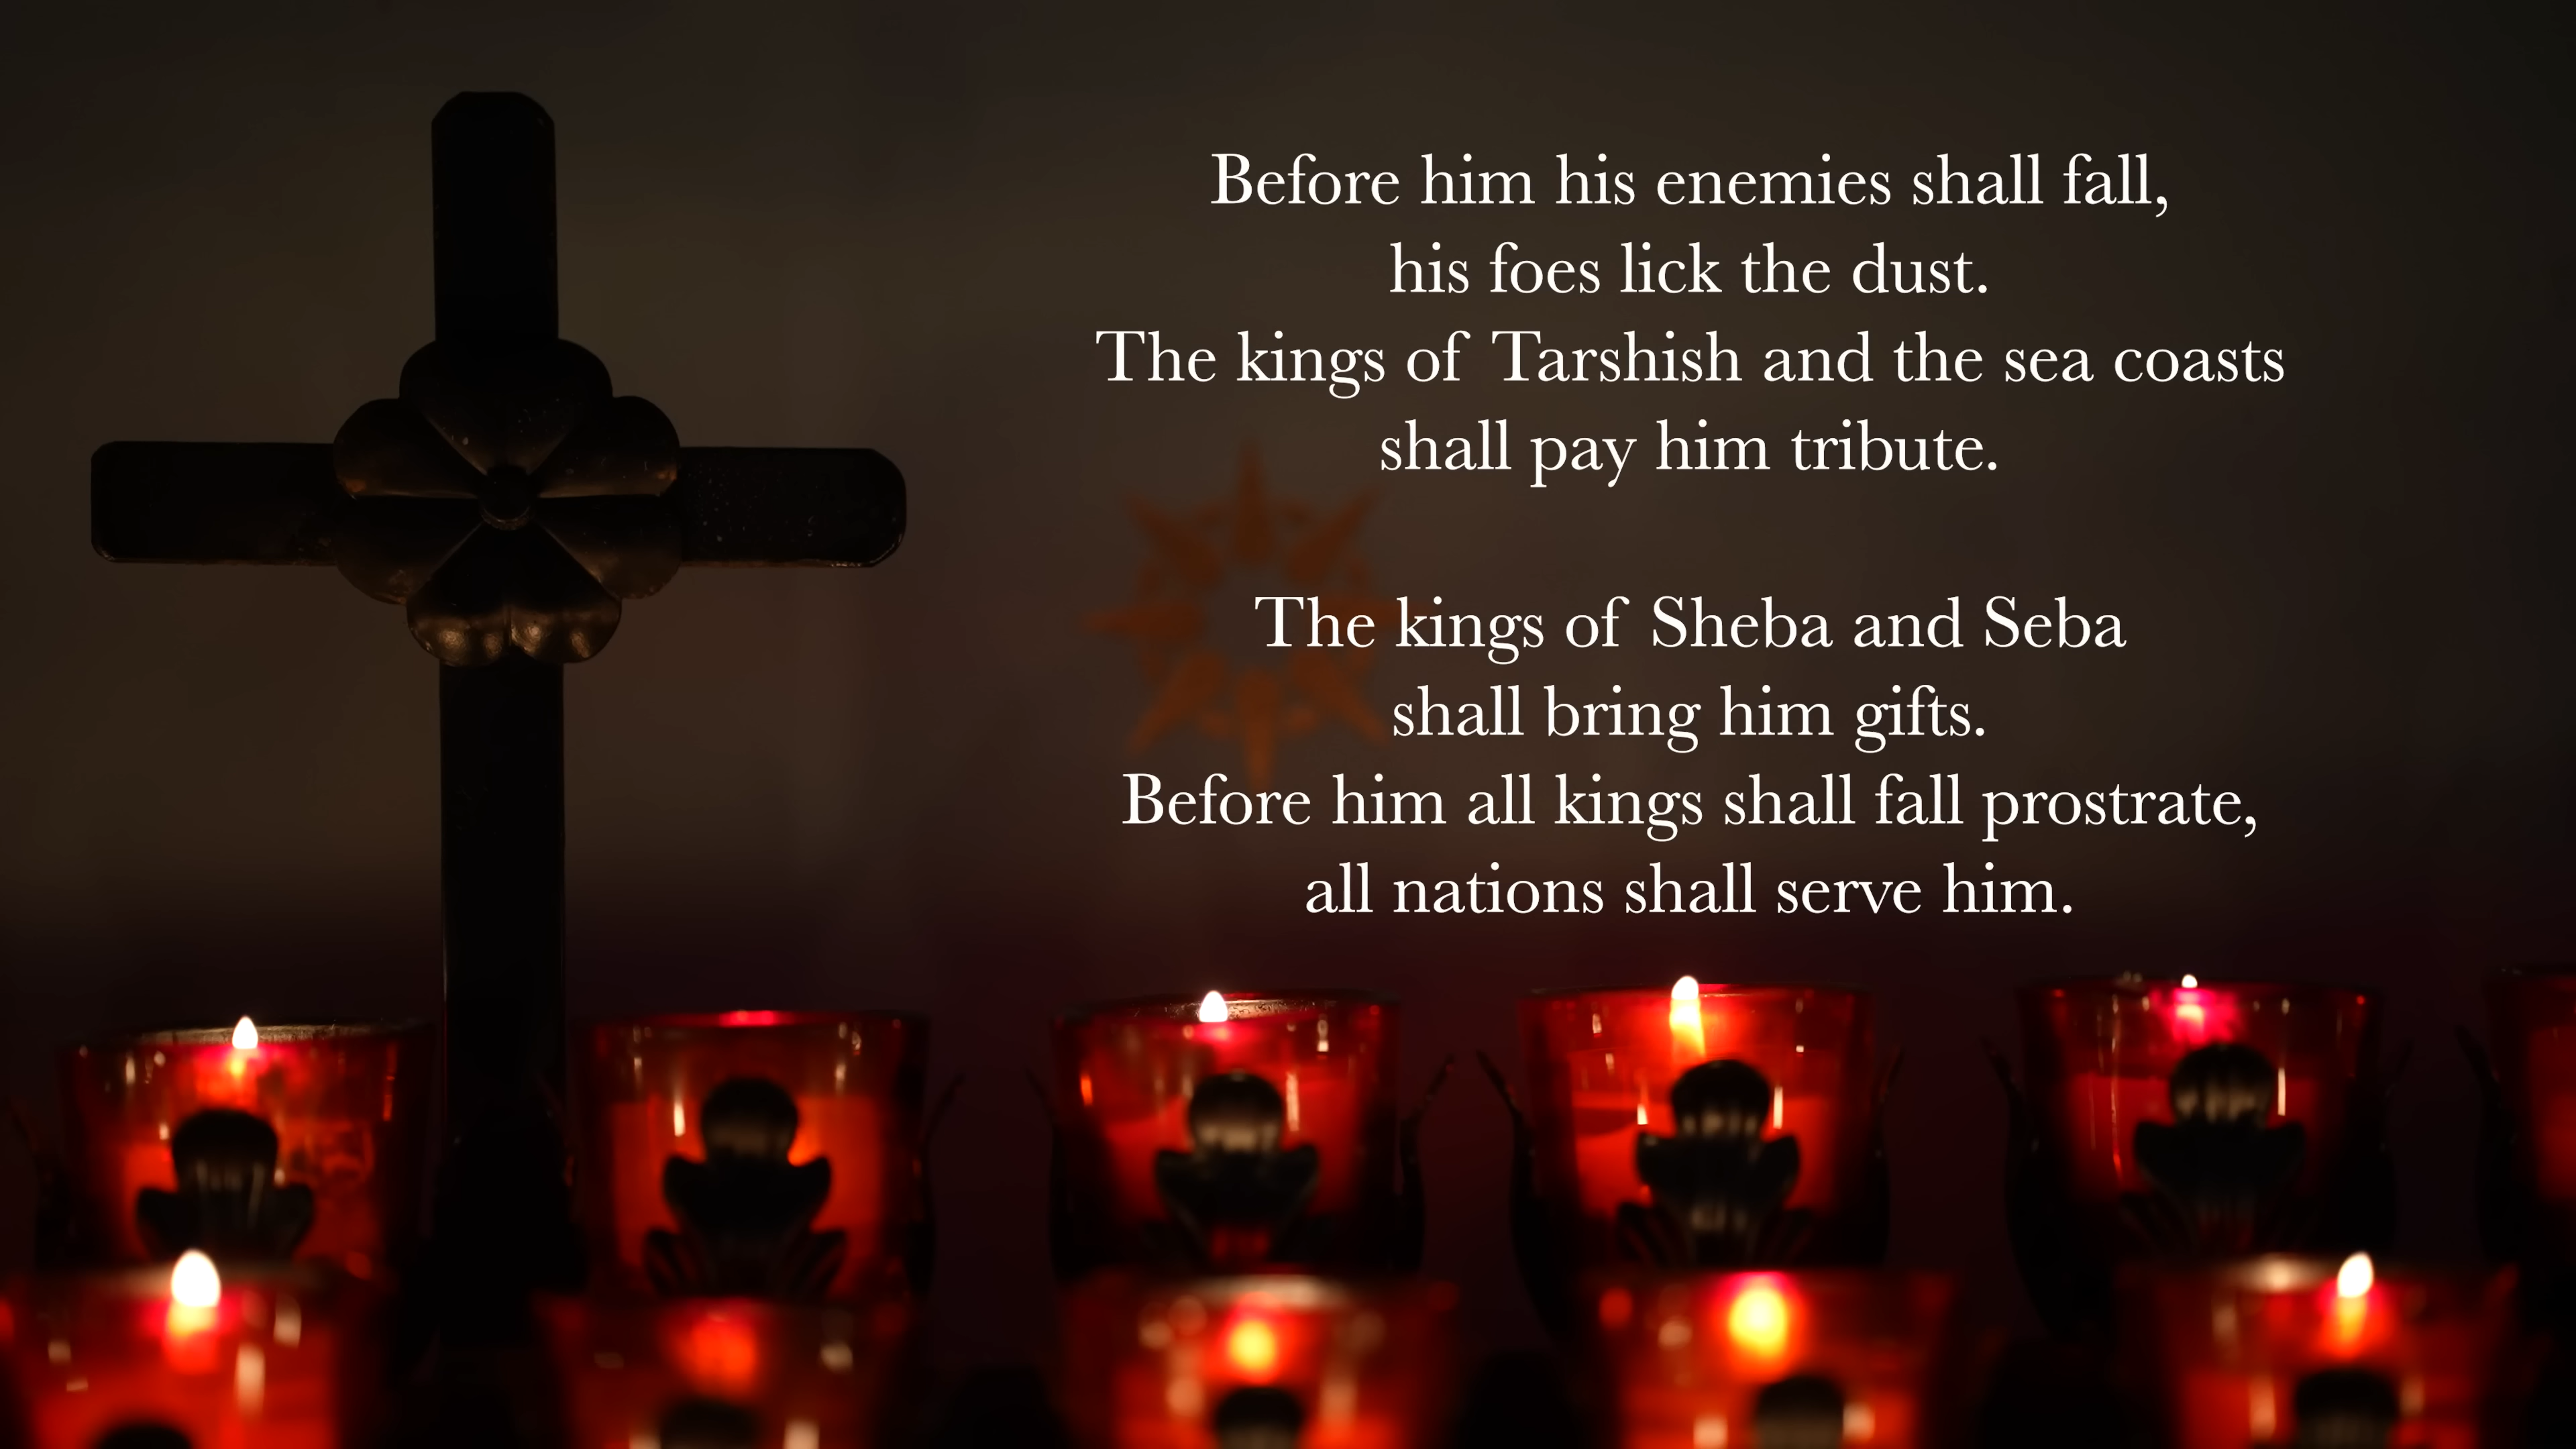 Before him his enemies shall fall,
his foes lick the dust.
The kings of Tarshish and the sea coasts
shall pay him tribute.
The kings of Sheba and Seba
shall bring him gifts.
Before him all kings shall fall prostrate,
all nations shall serve him.